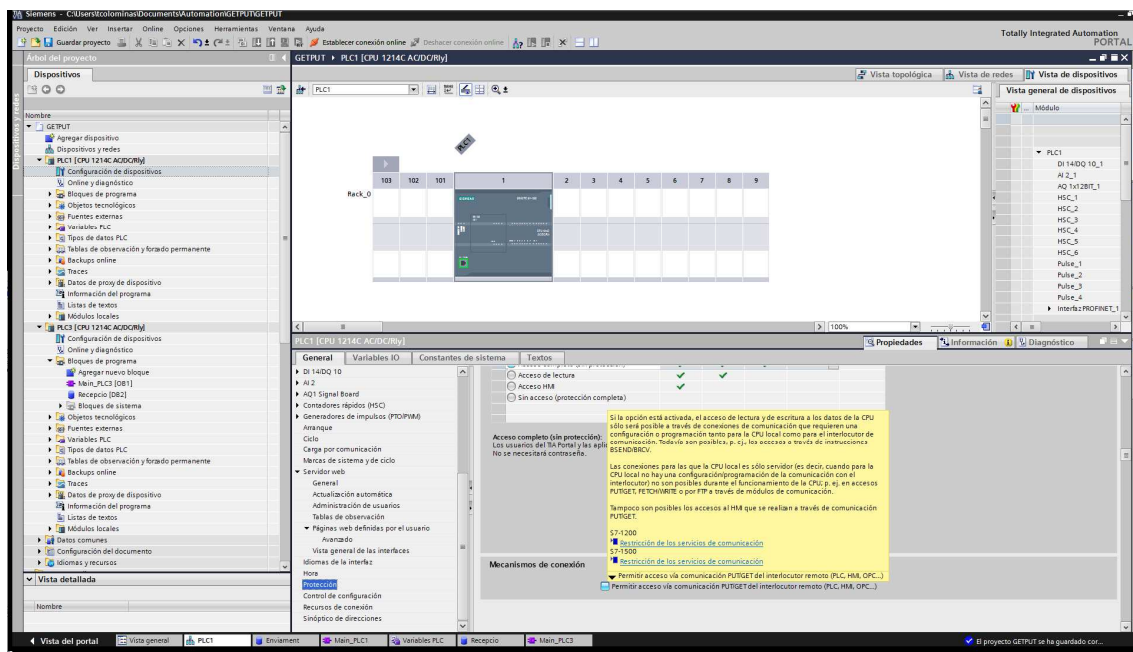 Siemens - C:\Users\tcolominas\Documents\Automation\GETPUT\GETPUT
Proyecto Edición Ver Insertar Online Opciones Herramientas Ventana Ayuda
Guardar proyecto Establecer conexión online Deshacer conexión online
Totally Integrated Automation
PORTAL
Árbol del proyecto
GETPUT ▸ PLC1 [CPU 1214C AC/DC/Rly]
Dispositivos
Vista topológica Vista de redes Vista de dispositivos
PLC1
Vista general de dispositivos
Dispositivos y redes
Nombre
GETPUT
Agregar dispositivo
Dispositivos y redes
PLC1 [CPU 1214C AC/DC/Rly]
Configuración de dispositivos
Online y diagnóstico
Bloques de programa
Objetos tecnológicos
Fuentes externas
Variables PLC
Tipos de datos PLC
Tablas de observación y forzado permanente
Backups online
Traces
Datos de proxy de dispositivo
Información del programa
Listas de textos
Módulos locales
PLC3 [CPU 1214C AC/DC/Rly]
Configuración de dispositivos
Online y diagnóstico
Bloques de programa
Agregar nuevo bloque
Main_PLC3 [OB1]
Recepcio [DB2]
Bloques de sistema
Objetos tecnológicos
Fuentes externas
Variables PLC
Tipos de datos PLC
Tablas de observación y forzado permanente
Backups online
Traces
Datos de proxy de dispositivo
Información del programa
Listas de textos
Módulos locales
Datos comunes
Configuración del documento
Idiomas y recursos
Vista detallada
Nombre
PLC1
103 102 101 1 2 3 4 5 6 7 8 9
Rack_0
SIEMENS
100%
... Módulo
PLC1
DI 14/DQ 10_1
AI 2_1
AQ 1x12BIT_1
HSC_1
HSC_2
HSC_3
HSC_4
HSC_5
HSC_6
Pulse_1
Pulse_2
Pulse_3
Pulse_4
Interfaz PROFINET_1
PLC1 [CPU 1214C AC/DC/Rly]
Propiedades Información Diagnóstico
General Variables IO Constantes de sistema Textos
DI 14/DQ 10
AI 2
AQ1 Signal Board
Contadores rápidos (HSC)
Generadores de impulsos (PTO/PWM)
Arranque
Ciclo
Carga por comunicación
Marcas de sistema y de ciclo
Servidor web
General
Actualización automática
Administración de usuarios
Tablas de observación
Páginas web definidas por el usuario
Avanzado
Vista general de las interfaces
Idiomas de la interfaz
Hora
Protección
Control de configuración
Recursos de conexión
Sinóptico de direcciones
Acceso completo (sin protección)
Acceso de lectura
Acceso HMI
Sin acceso (protección completa)
Acceso completo (sin protección):
Los usuarios del TIA Portal y las aplic
No se necesitará contraseña.
Si la opción está activada, el acceso de lectura y de escritura a los datos de la CPU
sólo será posible a través de conexiones de comunicación que requieren una
configuración o programación tanto para la CPU local como para el interlocutor de
comunicación. Todavía son posibles, p. ej., los accesos a través de instrucciones
BSEND/BRCV.
Las conexiones para las que la CPU local es sólo servidor (es decir, cuando para la
CPU local no hay una configuración/programación de la comunicación con el
interlocutor) no son posibles durante el funcionamiento de la CPU; p. ej. en accesos
PUT/GET, FETCH/WRITE o por FTP a través de módulos de comunicación.
Tampoco son posibles los accesos al HMI que se realizan a través de comunicación
PUT/GET.
S7-1200
Restricción de los servicios de comunicación
S7-1500
Restricción de los servicios de comunicación
Permitir acceso vía comunicación PUT/GET del interlocutor remoto (PLC, HMI, OPC...)
Mecanismos de conexión
Permitir acceso vía comunicación PUT/GET del interlocutor remoto (PLC, HMI, OPC...)
Vista del portal Vista general PLC1 Enviament Main_PLC1 Variables PLC Recepcio Main_PLC3
El proyecto GETPUT se ha guardado cor...